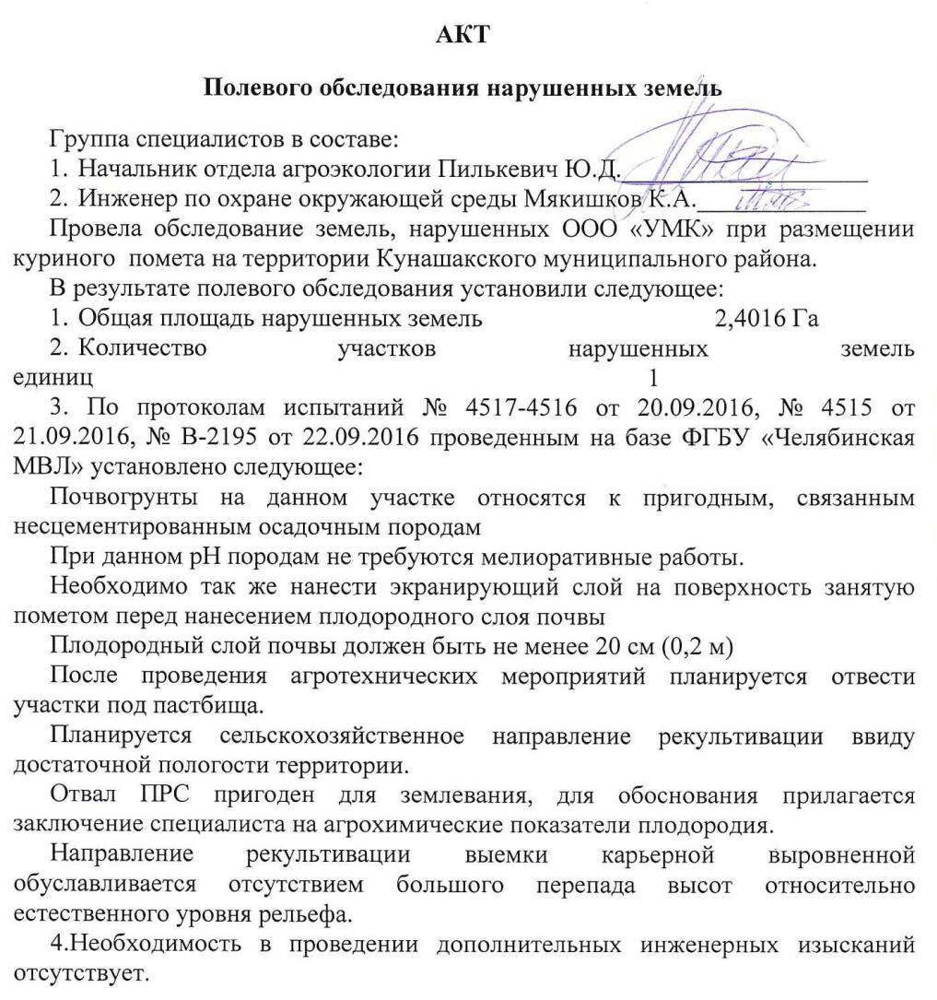 АКТ
Полевого обследования нарушенных земель
Группа специалистов в составе:
1. Начальник отдела агроэкологии Пилькевич Ю.Д.
2. Инженер по охране окружающей среды Мякишков К.А.
Провела обследование земель, нарушенных ООО «УМК» при размещении
куриного помета на территории Кунашакского муниципального района.
В результате полевого обследования установили следующее:
1. Общая площадь нарушенных земель 2,4016 Га
2. Количество участков нарушенных земель
единиц 1
3. По протоколам испытаний № 4517-4516 от 20.09.2016, № 4515 от
21.09.2016, № В-2195 от 22.09.2016 проведенным на базе ФГБУ «Челябинская
МВЛ» установлено следующее:
Почвогрунты на данном участке относятся к пригодным, связанным
несцементированным осадочным породам
При данном рН породам не требуются мелиоративные работы.
Необходимо так же нанести экранирующий слой на поверхность занятую
пометом перед нанесением плодородного слоя почвы
Плодородный слой почвы должен быть не менее 20 см (0,2 м)
После проведения агротехнических мероприятий планируется отвести
участки под пастбища.
Планируется сельскохозяйственное направление рекультивации ввиду
достаточной пологости территории.
Отвал ПРС пригоден для землевания, для обоснования прилагается
заключение специалиста на агрохимические показатели плодородия.
Направление рекультивации выемки карьерной выровненной
обуславливается отсутствием большого перепада высот относительно
естественного уровня рельефа.
4.Необходимость в проведении дополнительных инженерных изысканий
отсутствует.